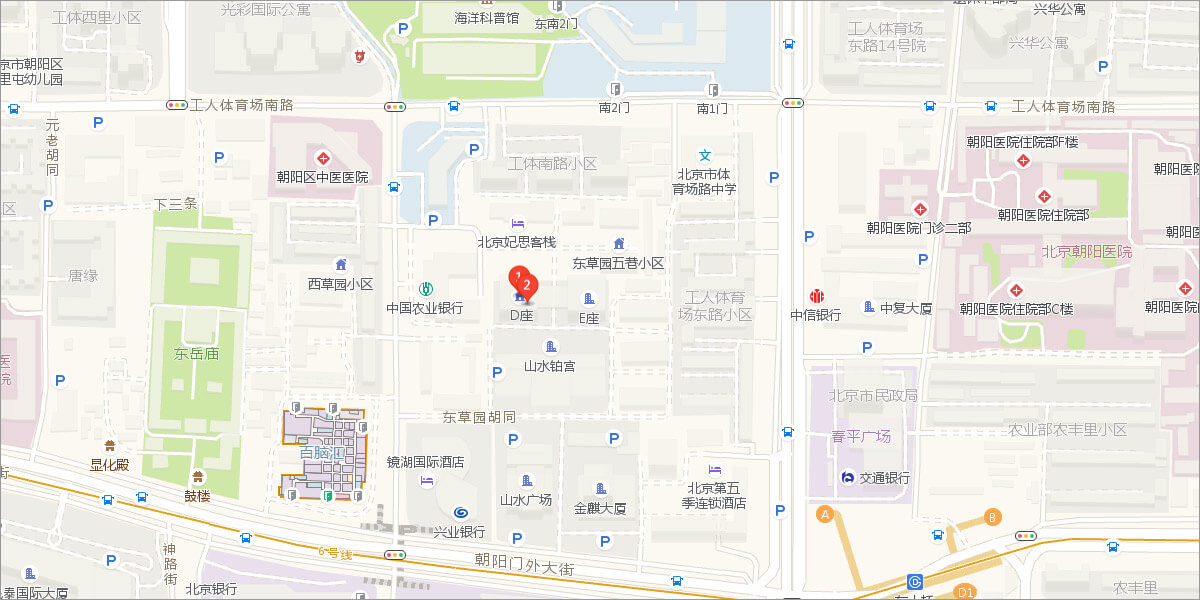 工体西里小区
光彩国际公寓
海洋科普馆
东南2门
兴华公寓
工人体育场
东路14号院
兴华公寓
京市朝阳区
里屯幼儿园
P
P
南2门
南1门
工人体育场南路
工人体育场南路
元老胡同
P
P
P
工体南路小区
文
北京市体
育场路中学
朝阳区中医医院
朝阳医院住院部F楼
朝阳医院
P
P
下三条
P
朝阳医院住院部
区
朝阳医院门诊二部
朝阳医
P
北京妃思客栈
东草园五巷小区
北京朝阳医院
P
唐缘
西草园小区
1
2
中国农业银行
D座
E座
工人体育
场东路小区
中信银行
中复大厦
朝阳医院住院部C楼
朝阳医院
东岳庙
医院
山水铂宫
P
P
P
北京市民政局
东草园胡同
春平广场
农业部农丰里小区
百脑汇
P
P
显化殿
鼓楼
镜湖国际酒店
山水广场
金麒大厦
北京第五
季连锁酒店
交通银行
街
兴业银行
P
P
P
A
B
6号线
朝阳门外大街
神路街
P
泰国际大厦
北京银行
D1
农丰里